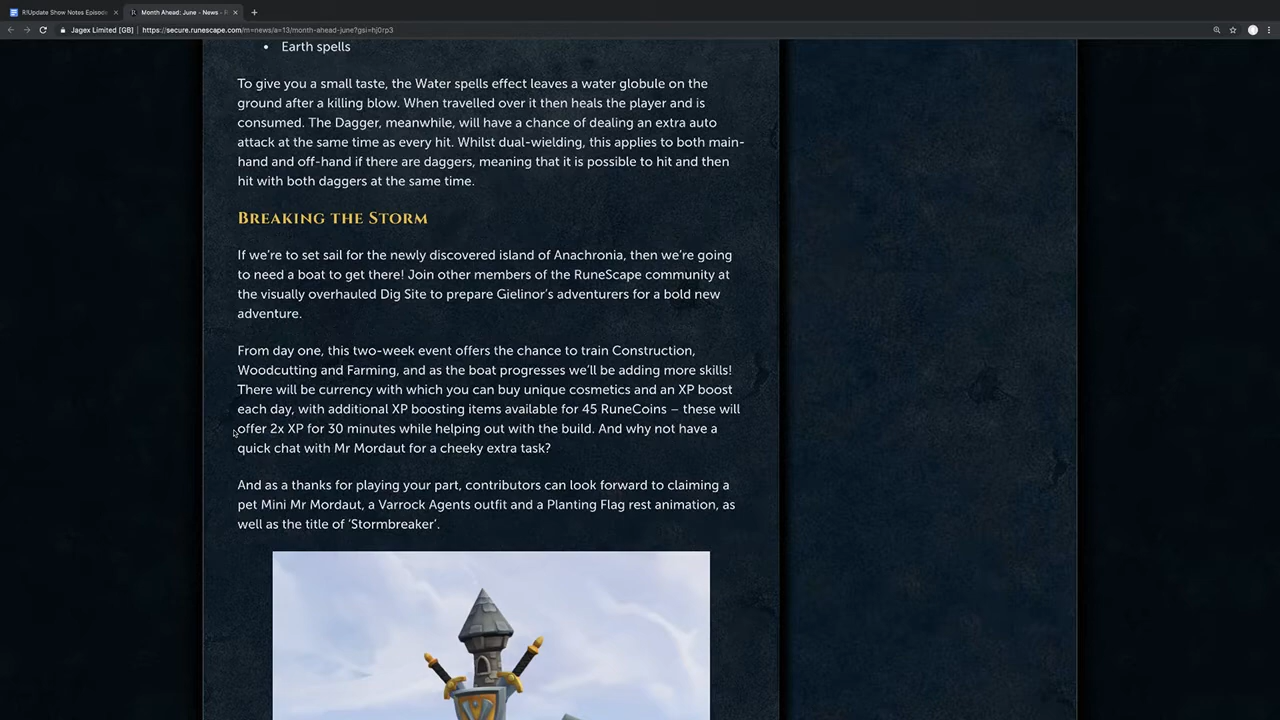 R!Update Show Notes Episode
Month Ahead: June - News -
Jagex Limited [GB]
https://secure.runescape.com/m=news/a=13/month-ahead-june?gsi=hj0rp3
Earth spells
To give you a small taste, the Water spells effect leaves a water globule on the
ground after a killing blow. When travelled over it then heals the player and is
consumed. The Dagger, meanwhile, will have a chance of dealing an extra auto
attack at the same time as every hit. Whilst dual-wielding, this applies to both main-
hand and off-hand if there are daggers, meaning that it is possible to hit and then
hit with both daggers at the same time.
Breaking the Storm
If we're to set sail for the newly discovered island of Anachronia, then we're going
to need a boat to get there! Join other members of the RuneScape community at
the visually overhauled Dig Site to prepare Gielinor's adventurers for a bold new
adventure.
From day one, this two-week event offers the chance to train Construction,
Woodcutting and Farming, and as the boat progresses we'll be adding more skills!
There will be currency with which you can buy unique cosmetics and an XP boost
each day, with additional XP boosting items available for 45 RuneCoins – these will
offer 2x XP for 30 minutes while helping out with the build. And why not have a
quick chat with Mr Mordaut for a cheeky extra task?
And as a thanks for playing your part, contributors can look forward to claiming a
pet Mini Mr Mordaut, a Varrock Agents outfit and a Planting Flag rest animation, as
well as the title of 'Stormbreaker'.